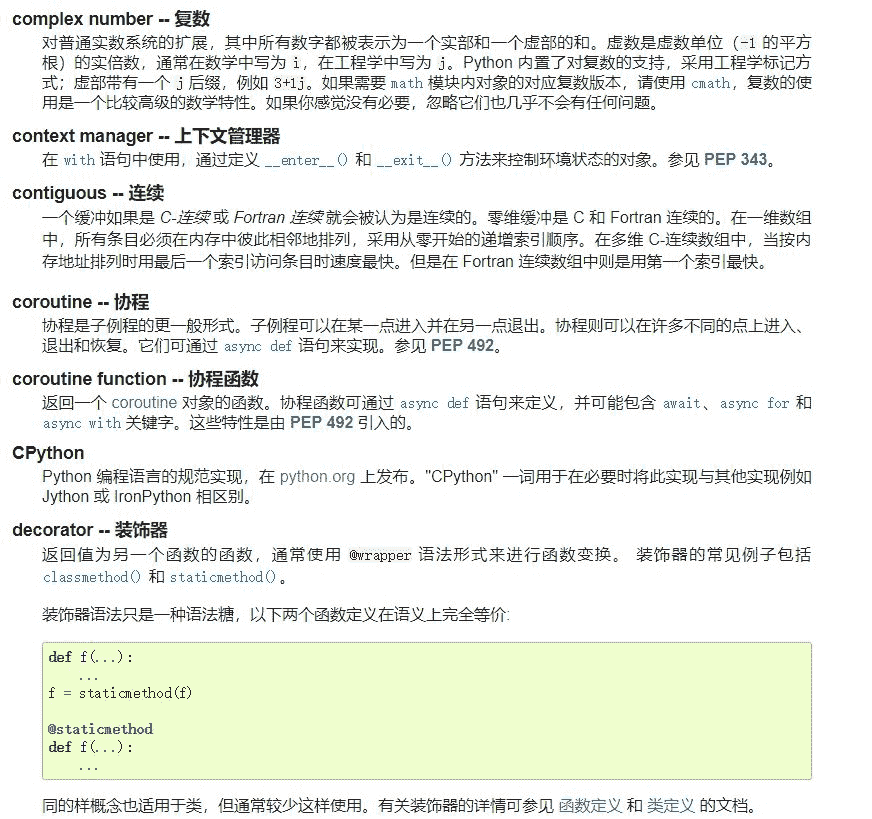 complex number -- 复数
对普通实数系统的扩展，其中所有数字都被表示为一个实部和一个虚部的和。虚数是虚数单位（-1 的平方
根）的实倍数，通常在数学中写为 i，在工程学中写为 j。Python 内置了对复数的支持，采用工程学标记方
式；虚部带有一个 j 后缀，例如 3+1j。如果需要 math 模块内对象的对应复数版本，请使用 cmath，复数的使
用是一个比较高级的数学特性。如果你感觉没有必要，忽略它们也几乎不会有任何问题。
context manager -- 上下文管理器
在 with 语句中使用，通过定义 __enter__() 和 __exit__() 方法来控制环境状态的对象。参见 PEP 343。
contiguous -- 连续
一个缓冲如果是 C-连续 或 Fortran 连续 就会被认为是连续的。零维缓冲是 C 和 Fortran 连续的。在一维数组
中，所有条目必须在内存中彼此相邻地排列，采用从零开始的递增索引顺序。在多维 C-连续数组中，当按内
存地址排列时用最后一个索引访问条目时速度最快。但是在 Fortran 连续数组中则是用第一个索引最快。
coroutine -- 协程
协程是子例程的更一般形式。子例程可以在某一点进入并在另一点退出。协程则可以在许多不同的点上进入、
退出和恢复。它们可通过 async def 语句来实现。参见 PEP 492。
coroutine function -- 协程函数
返回一个 coroutine 对象的函数。协程函数可通过 async def 语句来定义，并可能包含 await、async for 和
async with 关键字。这些特性是由 PEP 492 引入的。
CPython
Python 编程语言的规范实现，在 python.org 上发布。"CPython" 一词用于在必要时将此实现与其他实现例如
Jython 或 IronPython 相区别。
decorator -- 装饰器
返回值为另一个函数的函数，通常使用 @wrapper 语法形式来进行函数变换。 装饰器的常见例子包括
classmethod() 和 staticmethod()。
装饰器语法只是一种语法糖，以下两个函数定义在语义上完全等价:
def f(...):
    ...
f = staticmethod(f)
@staticmethod
def f(...):
    ...
同的样概念也适用于类，但通常较少这样使用。有关装饰器的详情可参见 函数定义 和 类定义 的文档。